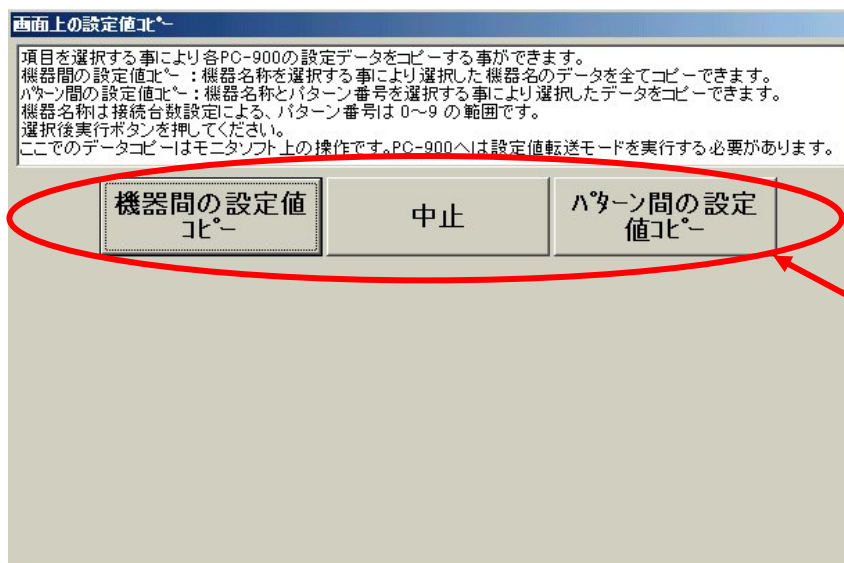 画面上の設定値ｺﾋﾟｰ
項目を選択する事により各PC-900の設定データをコピーする事ができます。
機器間の設定値ｺﾋﾟｰ：機器名称を選択する事により選択した機器名のデータを全てコピーできます。
ﾊﾟﾀｰﾝ間の設定値ｺﾋﾟｰ：機器名称とパターン番号を選択する事により選択したデータをコピーできます。
機器名称は接続台数設定による、パターン番号は 0～9 の範囲です。
選択後実行ボタンを押してください。
ここでのデータコピーはモニタソフト上の操作です。PC-900へは設定値転送モードを実行する必要があります。
機器間の設定値
ｺﾋﾟｰ
中止
ﾊﾟﾀｰﾝ間の設定
値ｺﾋﾟｰ